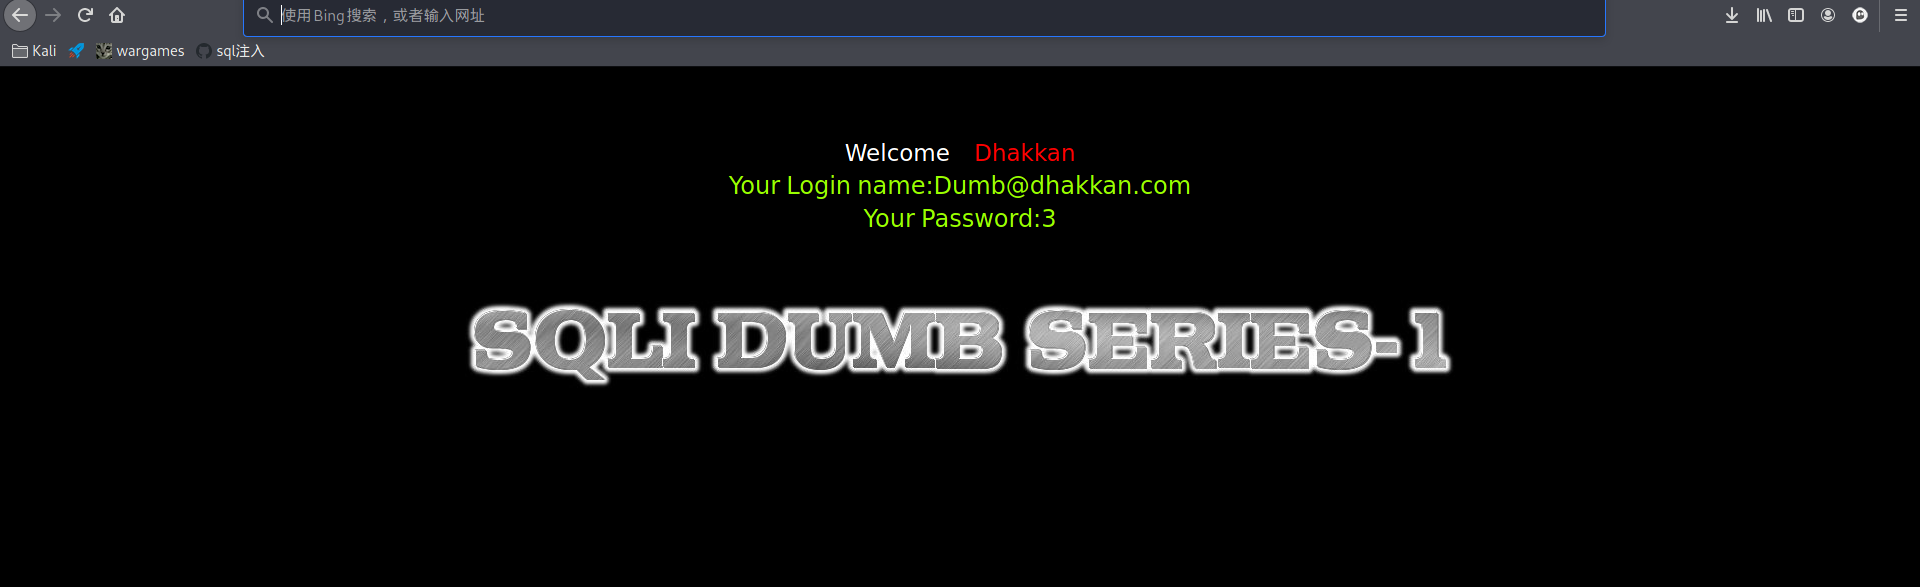 使用Bing搜索，或者输入网址
Kali wargames sql注入
Welcome Dhakkan
Your Login name:Dumb@dhakkan.com
Your Password:3
SQLI DUMB SERIES-1